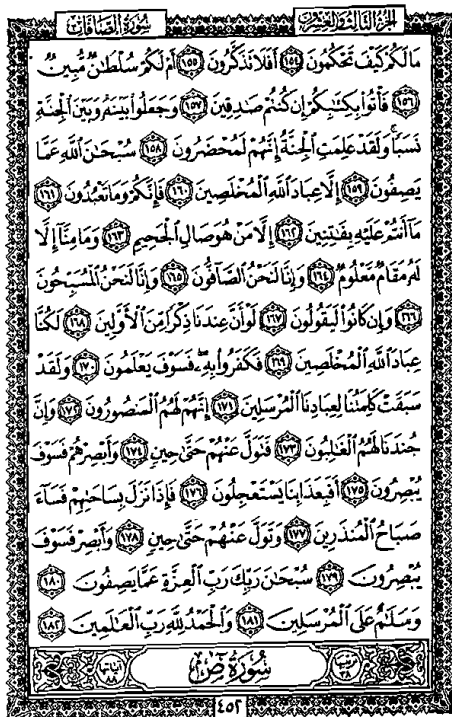 الجزء الثالث والعشرون سورة الصافات
مَالَكُمْ كَيْفَ تَحْكُمُونَ ١٥٤ أَفَلَا تَذَكَّرُونَ ١٥٥ أَمْ لَكُمْ سُلْطَانٌ مُّبِينٌ
١٥٦ فَأْتُوا بِكِتَابِكُمْ إِن كُنتُمْ صَادِقِينَ ١٥٧ وَجَعَلُوا بَيْنَهُ وَبَيْنَ الْجِنَّةِ
نَسَبًا وَلَقَدْ عَلِمَتِ الْجِنَّةُ إِنَّهُمْ لَمُحْضَرُونَ ١٥٨ سُبْحَانَ اللَّهِ عَمَّا
يَصِفُونَ ١٥٩ إِلَّا عِبَادَ اللَّهِ الْمُخْلَصِينَ ١٦٠ فَإِنَّكُمْ وَمَا تَعْبُدُونَ ١٦١
مَا أَنتُمْ عَلَيْهِ بِفَاتِنِينَ ١٦٢ إِلَّا مَنْ هُوَ صَالِ الْجَحِيمِ ١٦٣ وَمَا مِنَّا إِلَّا
لَهُ مَقَامٌ مَّعْلُومٌ ١٦٤ وَإِنَّا لَنَحْنُ الصَّافُّونَ ١٦٥ وَإِنَّا لَنَحْنُ الْمُسَبِّحُونَ
١٦٦ وَإِن كَانُوا لَيَقُولُونَ ١٦٧ لَوْ أَنَّ عِندَنَا ذِكْرًا مِّنَ الْأَوَّلِينَ ١٦٨ لَكُنَّا
عِبَادَ اللَّهِ الْمُخْلَصِينَ ١٦٩ فَكَفَرُوا بِهِ فَسَوْفَ يَعْلَمُونَ ١٧٠ وَلَقَدْ
سَبَقَتْ كَلِمَتُنَا لِعِبَادِنَا الْمُرْسَلِينَ ١٧١ إِنَّهُمْ لَهُمُ الْمَنصُورُونَ ١٧٢ وَإِنَّ
جُندَنَا لَهُمُ الْغَالِبُونَ ١٧٣ فَتَوَلَّ عَنْهُمْ حَتَّىٰ حِينٍ ١٧٤ وَأَبْصِرْهُمْ فَسَوْفَ
يُبْصِرُونَ ١٧٥ أَفَبِعَذَابِنَا يَسْتَعْجِلُونَ ١٧٦ فَإِذَا نَزَلَ بِسَاحَتِهِمْ فَسَاءَ
صَبَاحُ الْمُنذَرِينَ ١٧٧ وَتَوَلَّ عَنْهُمْ حَتَّىٰ حِينٍ ١٧٨ وَأَبْصِرْ فَسَوْفَ
يُبْصِرُونَ ١٧٩ سُبْحَانَ رَبِّكَ رَبِّ الْعِزَّةِ عَمَّا يَصِفُونَ ١٨٠
وَسَلَامٌ عَلَى الْمُرْسَلِينَ ١٨١ وَالْحَمْدُ لِلَّهِ رَبِّ الْعَالَمِينَ ١٨٢
ترتيبها ٣٨ سُورَةُ صٓ آياتها ٨٨
٤٥٢